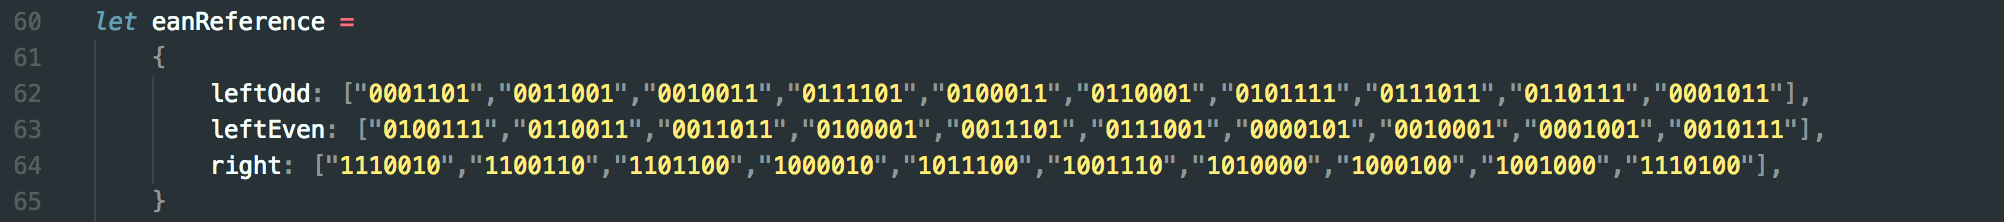 60 let eanReference =
61 {
62 leftOdd: ["0001101","0011001","0010011","0111101","0100011","0110001","0101111","0111011","0110111","0001011"],
63 leftEven: ["0100111","0110011","0011011","0100001","0011101","0111001","0000101","0010001","0001001","0010111"],
64 right: ["1110010","1100110","1101100","1000010","1011100","1001110","1010000","1000100","1001000","1110100"],
65 }